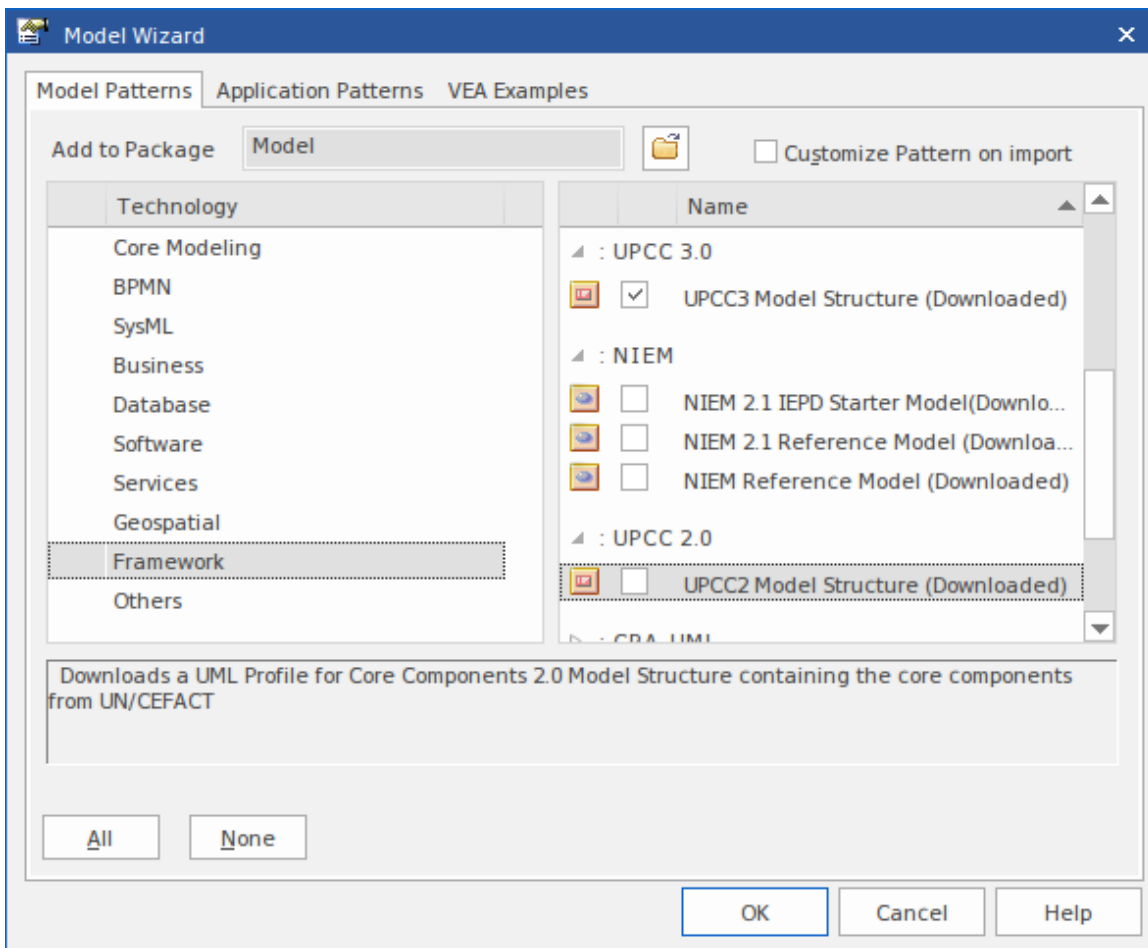 Model Wizard
Model Patterns Application Patterns VEA Examples
Add to Package Model Customize Pattern on import
Technology
Core Modeling
BPMN
SysML
Business
Database
Software
Services
Geospatial
Framework
Others
Name
: UPCC 3.0
UPCC3 Model Structure (Downloaded)
: NIEM
NIEM 2.1 IEPD Starter Model(Downlo...
NIEM 2.1 Reference Model (Downloa...
NIEM Reference Model (Downloaded)
: UPCC 2.0
UPCC2 Model Structure (Downloaded)
Downloads a UML Profile for Core Components 2.0 Model Structure containing the core components
from UN/CEFACT
All None
OK Cancel Help